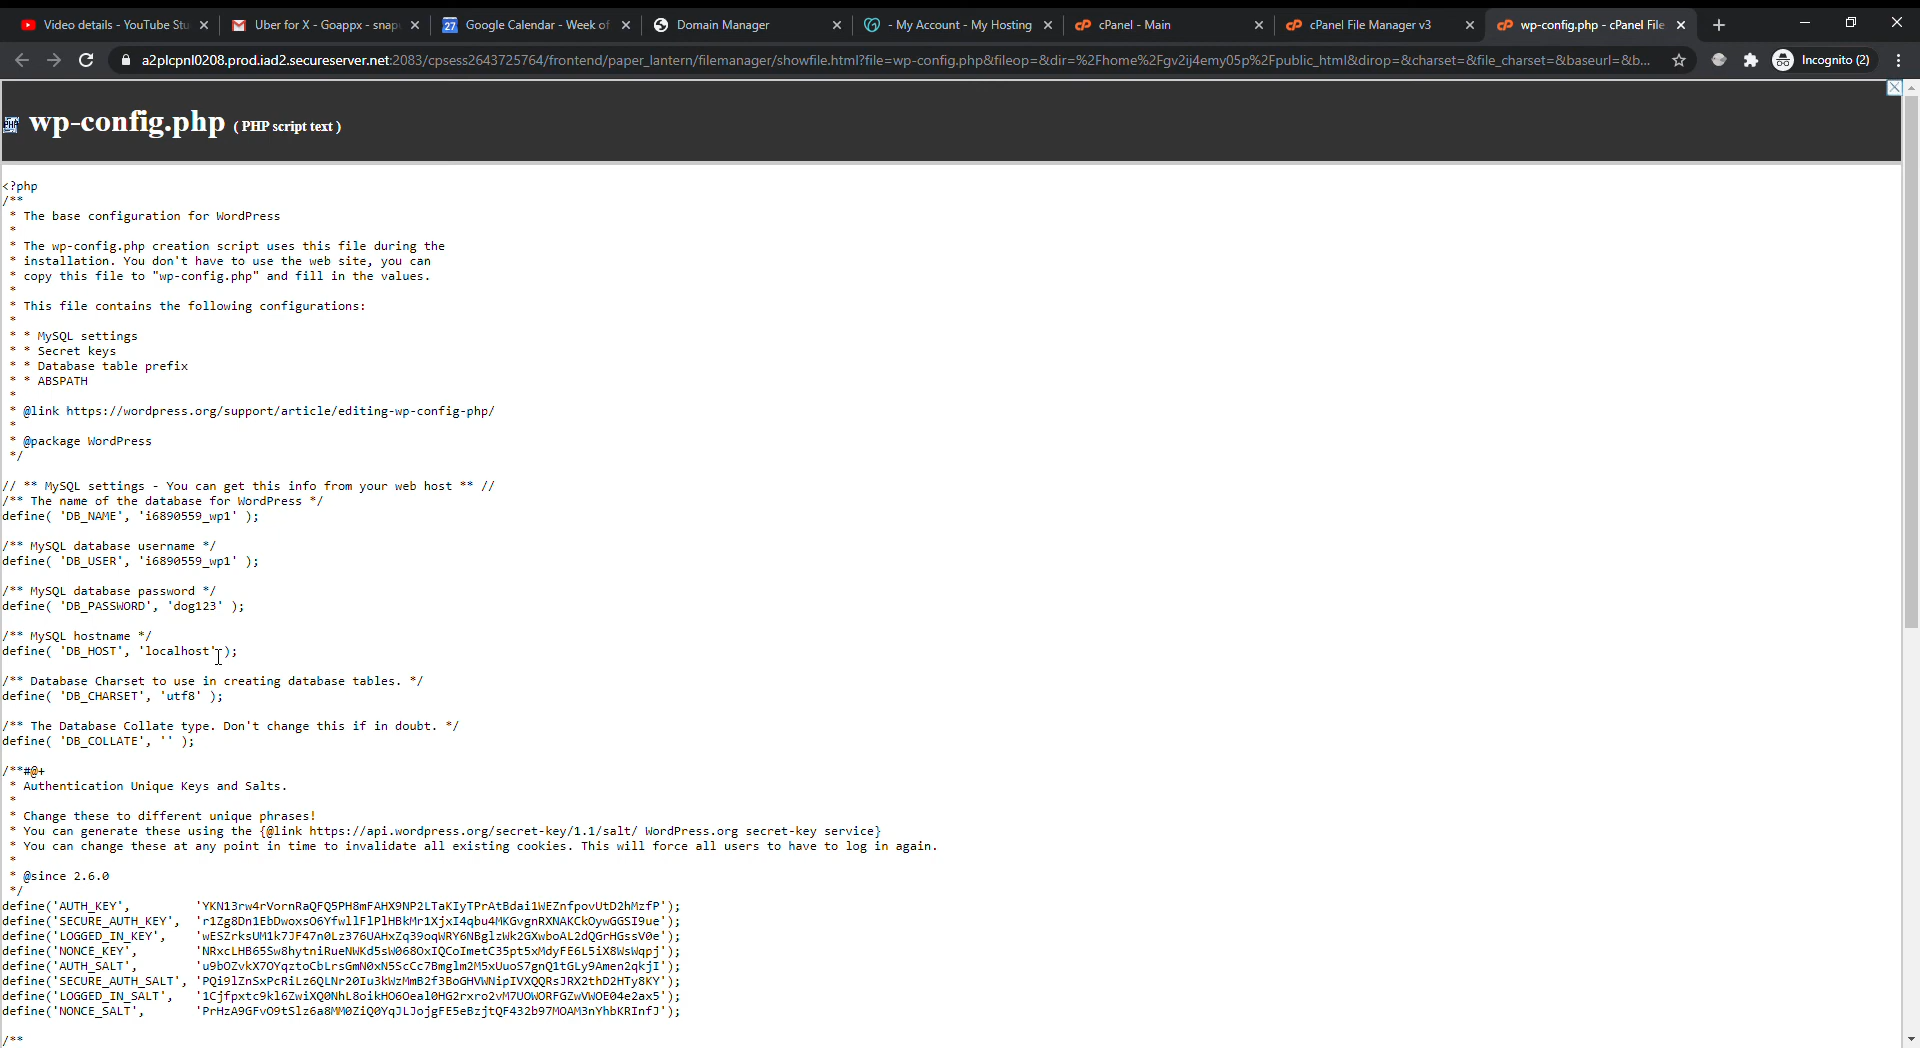 Video details - YouTube Stu
Uber for X - Goappx - snap
27 Google Calendar - Week of
Domain Manager
- My Account - My Hosting
cPanel - Main
cPanel File Manager v3
wp-config.php - cPanel File
a2plcpnl0208.prod.iad2.secureserver.net:2083/cpsess2643725764/frontend/paper_lantern/filemanager/showfile.html?file=wp-config.php&fileop=&dir=%2Fhome%2Fgv2ij4emy05p%2Fpublic_html&dirop=&charset=&file_charset=&baseurl=&b...
Incognito (2)
wp-config.php ( PHP script text )
<?php
/**
 * The base configuration for WordPress
 *
 * The wp-config.php creation script uses this file during the
 * installation. You don't have to use the web site, you can
 * copy this file to "wp-config.php" and fill in the values.
 *
 * This file contains the following configurations:
 *
 * * MySQL settings
 * * Secret keys
 * * Database table prefix
 * * ABSPATH
 *
 * @link https://wordpress.org/support/article/editing-wp-config-php/
 *
 * @package WordPress
 */
// ** MySQL settings - You can get this info from your web host ** //
/** The name of the database for WordPress */
define( 'DB_NAME', 'i6890559_wp1' );
/** MySQL database username */
define( 'DB_USER', 'i6890559_wp1' );
/** MySQL database password */
define( 'DB_PASSWORD', 'dog123' );
/** MySQL hostname */
define( 'DB_HOST', 'localhost' );
/** Database Charset to use in creating database tables. */
define( 'DB_CHARSET', 'utf8' );
/** The Database Collate type. Don't change this if in doubt. */
define( 'DB_COLLATE', '' );
/**#@+
 * Authentication Unique Keys and Salts.
 *
 * Change these to different unique phrases!
 * You can generate these using the {@link https://api.wordpress.org/secret-key/1.1/salt/ WordPress.org secret-key service}
 * You can change these at any point in time to invalidate all existing cookies. This will force all users to have to log in again.
 *
 * @since 2.6.0
 */
define('AUTH_KEY', 'YKN13rw4rVornRaQFQ5PH8mFAHX9NP2LTaKIyTPrAtBdai1WEZnfpovUtD2hMzfP');
define('SECURE_AUTH_KEY', 'r1Zg8Dn1EbDwoxsO6YfwllFlPlHBkMr1XjxI4qbu4MKGvgnRXNAKCkOywGGSI9ue');
define('LOGGED_IN_KEY', 'wESZrksUM1k7JF47n0Lz376UAHxZq39oqWRY6NBglzWk2GXwboAL2dQGrHGssV0e');
define('NONCE_KEY', 'NRxcLHB65Sw8hytniRueNWKd5sW068OxIQCoImetC35pt5xMdyFE6L5iX8WsWqpj');
define('AUTH_SALT', 'u9bOZvkX7OYqztoCbLrsGmN0xN5ScCc7Bmglm2M5xUuoS7gnQ1tGLy9Amen2qkjI');
define('SECURE_AUTH_SALT', 'PQi9lZnSxPcRiLz6QLNr20Iu3kWzMmB2f3BoGHVWNipIVXQQRsJRX2thD2HTy8KY');
define('LOGGED_IN_SALT', '1Cjfpxtc9kl6ZwiXQ0NhL8oikHO6Oeal0HG2rxro2vM7UOWORFGZwVWOE04e2ax5');
define('NONCE_SALT', 'PrHzA9GFvO9tSlz6a8MM0ZiQ0YqJLJojgFE5eBzjtQF432b97MOAM3nYhbKRInfJ');
/**